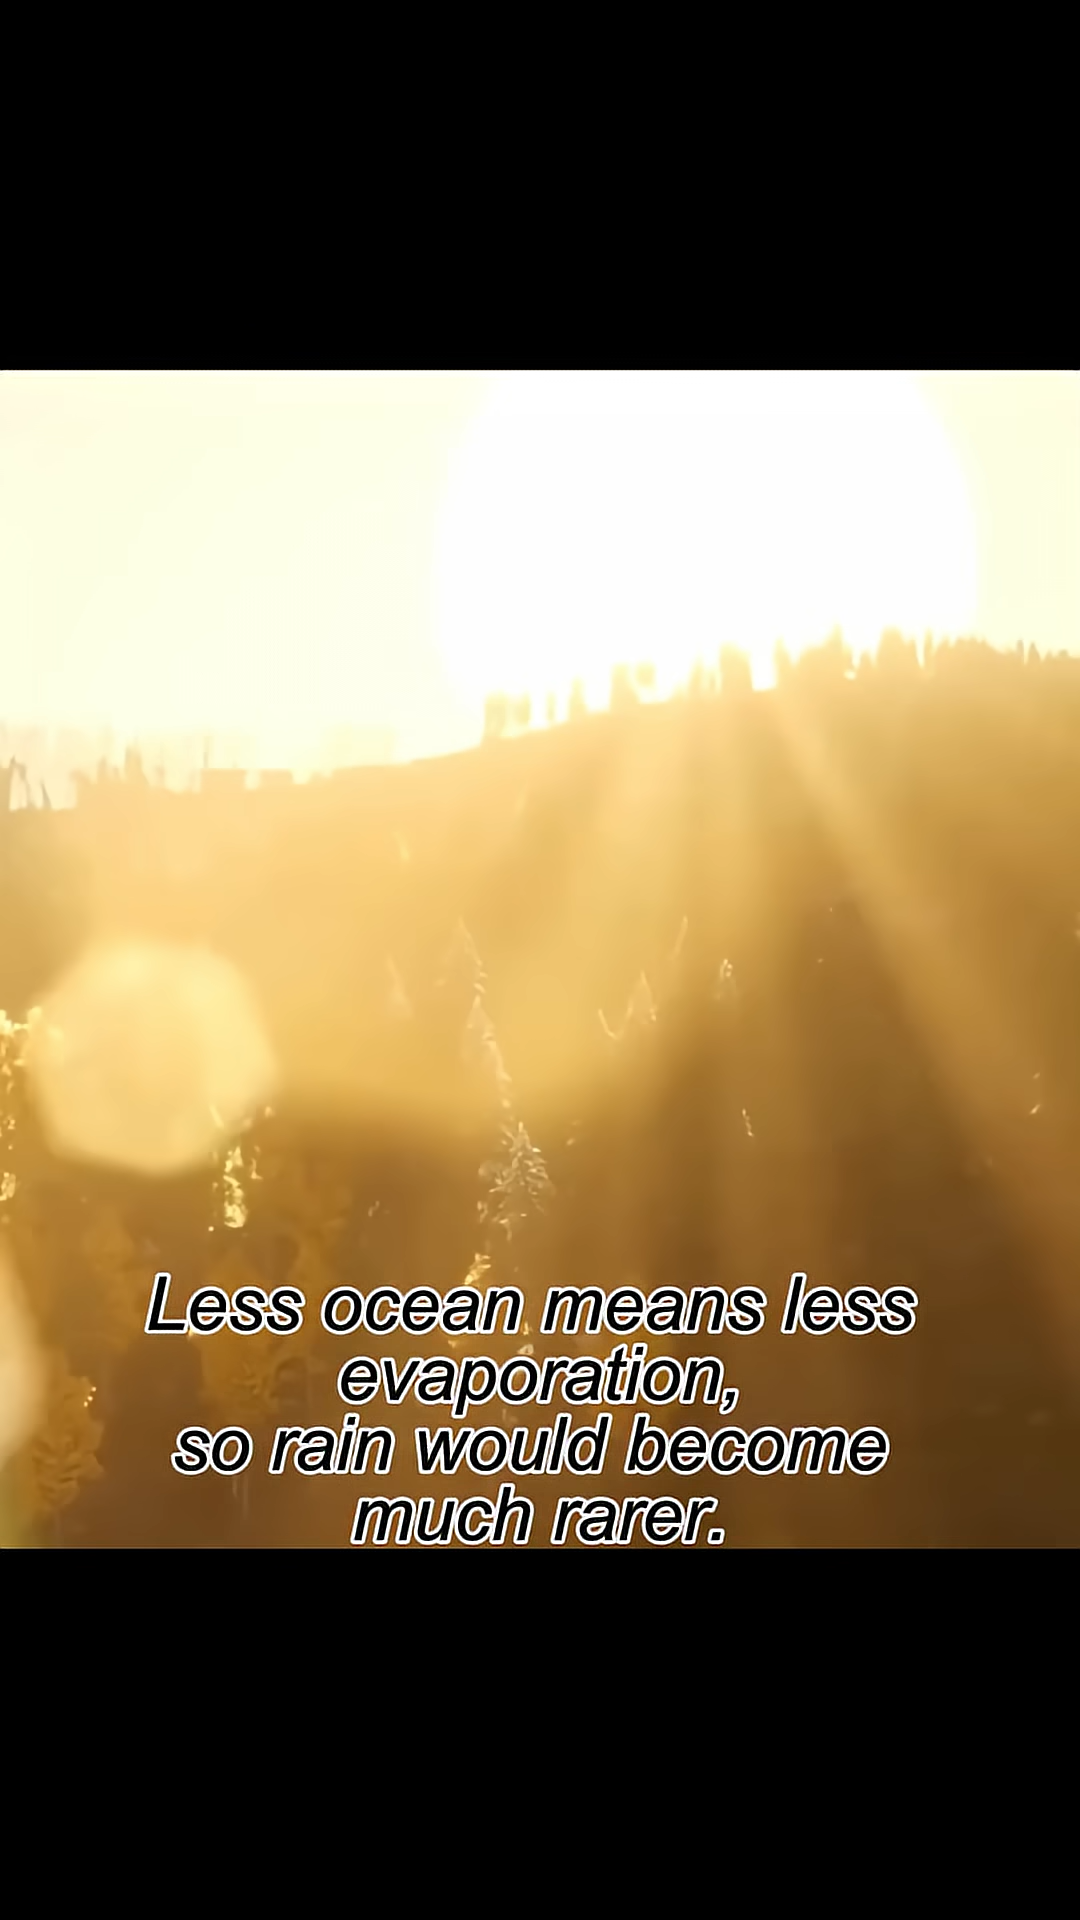 Less ocean means less
evaporation,
so rain would become
much rarer.